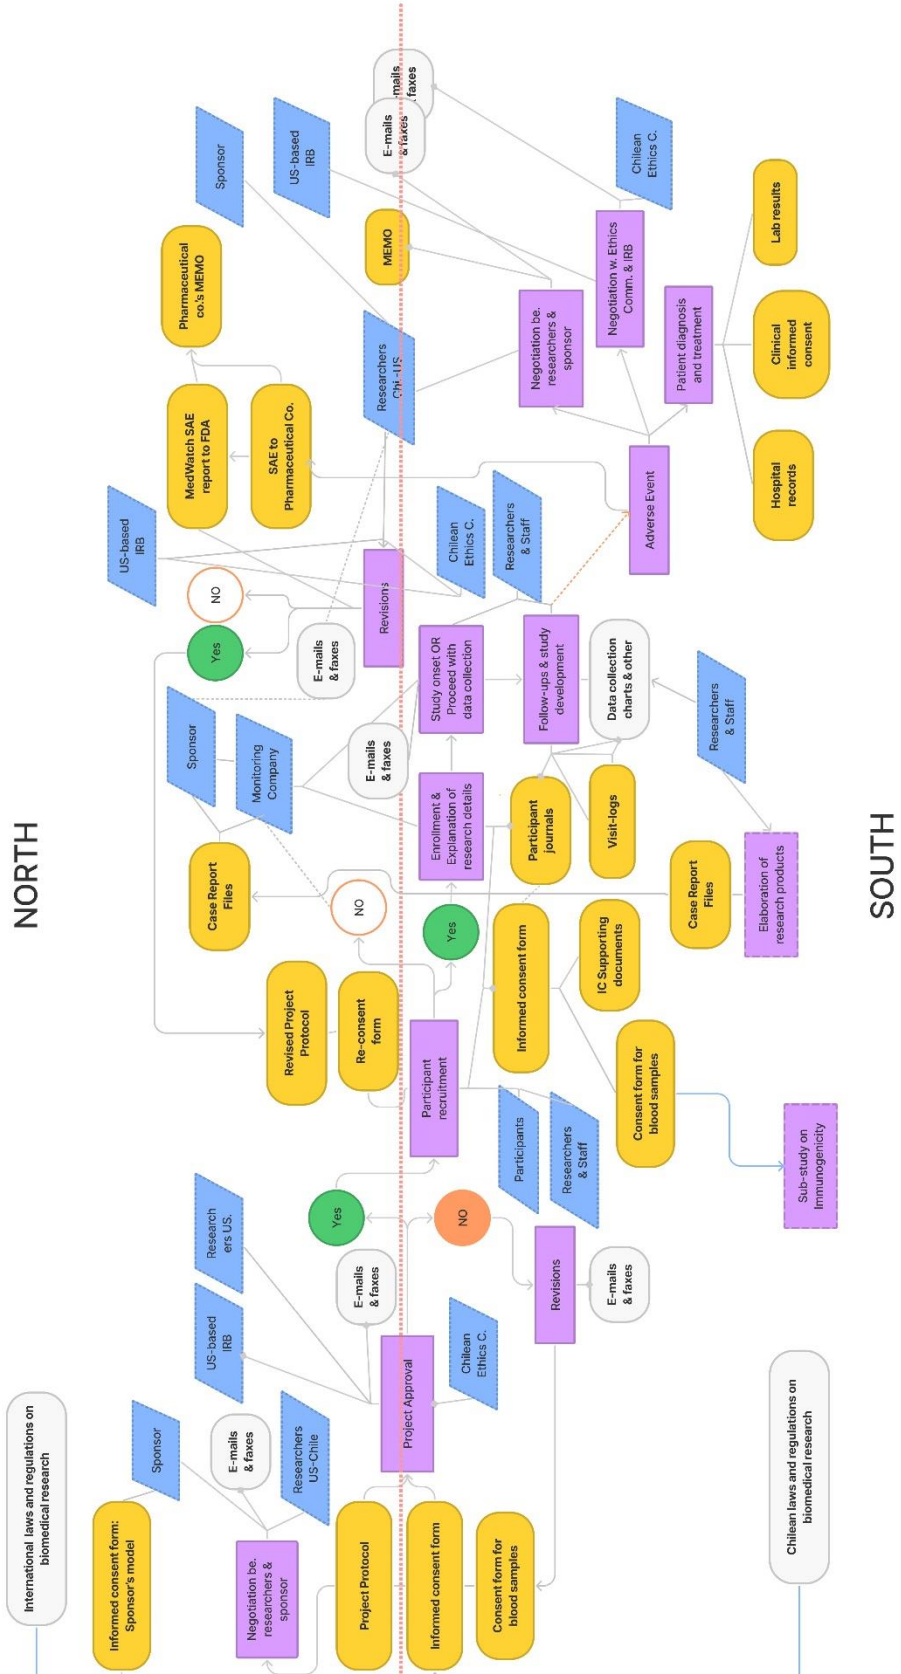 NORTH
SOUTH
International laws and regulations on
biomedical research
Informed consent form:
Sponsor's model
Sponsor
E-mails
& faxes
Researchers
US-Chile
Negotiation be.
researchers &
sponsor
Project Protocol
Informed consent form
Consent form for
blood samples
US-based
IRB
Research
ers US.
E-mails
& faxes
Project Approval
Chilean
Ethics C.
Yes
NO
Revisions
E-mails
& faxes
Chilean laws and regulations on
biomedical research
Revised Project
Protocol
Re-consent
form
Participant
recruitment
Participants
Researchers
& Staff
NO
Yes
Informed consent form
IC Supporting
documents
Consent form for
blood samples
Sub-study on
Immunogenicity
Case Report
Files
Sponsor
Monitoring
Company
E-mails
& faxes
Enrollment &
Explanation of
research details
Participant
journals
Visit-logs
Case Report
Files
Elaboration of
research products
Researchers
& Staff
Yes
NO
US-based
IRB
E-mails
& faxes
Revisions
Study onset OR
Proceed with
data collection
Follow-ups & study
development
Data collection
charts & other
Chilean
Ethics C.
Researchers
& Staff
MedWatch SAE
report to FDA
SAE to
Pharmaceutical Co.
Pharmaceutical
co.'s MEMO
Researchers
Chi-US
Adverse Event
Hospital
records
Sponsor
US-based
IRB
MEMO
E-mails
& faxes
-mails
& faxes
Negotiation be.
researchers &
sponsor
Negotiation w. Ethics
Comm. & IRB
Chilean
Ethics C.
Patient diagnosis
and treatment
Clinical
informed
consent
Lab results